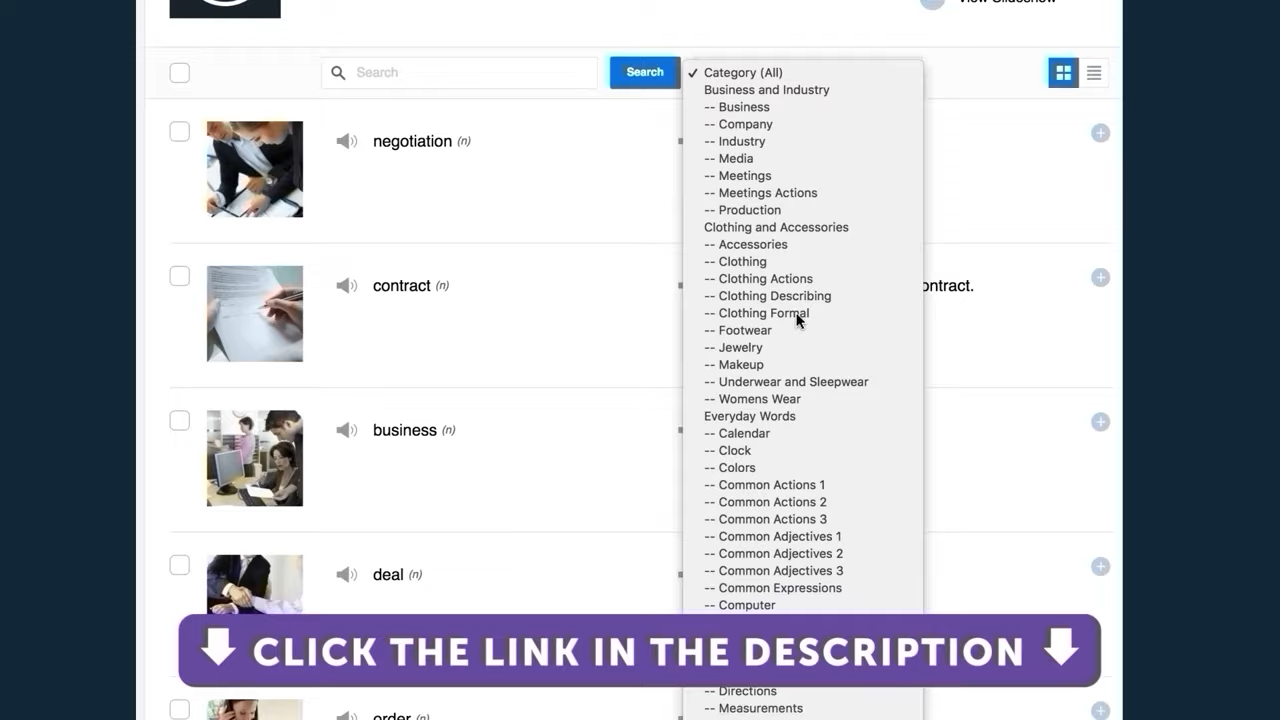 View Slideshow
Search
Search
✓ Category (All)
Business and Industry
-- Business
-- Company
-- Industry
-- Media
-- Meetings
-- Meetings Actions
-- Production
Clothing and Accessories
-- Accessories
-- Clothing
-- Clothing Actions
-- Clothing Describing
-- Clothing Formal
-- Footwear
-- Jewelry
-- Makeup
-- Underwear and Sleepwear
-- Womens Wear
Everyday Words
-- Calendar
-- Clock
-- Colors
-- Common Actions 1
-- Common Actions 2
-- Common Actions 3
-- Common Adjectives 1
-- Common Adjectives 2
-- Common Adjectives 3
-- Common Expressions
-- Computer
-- Directions
-- Measurements
negotiation (n)
contract (n)
ontract.
business (n)
deal (n)
order (n)
CLICK THE LINK IN THE DESCRIPTION